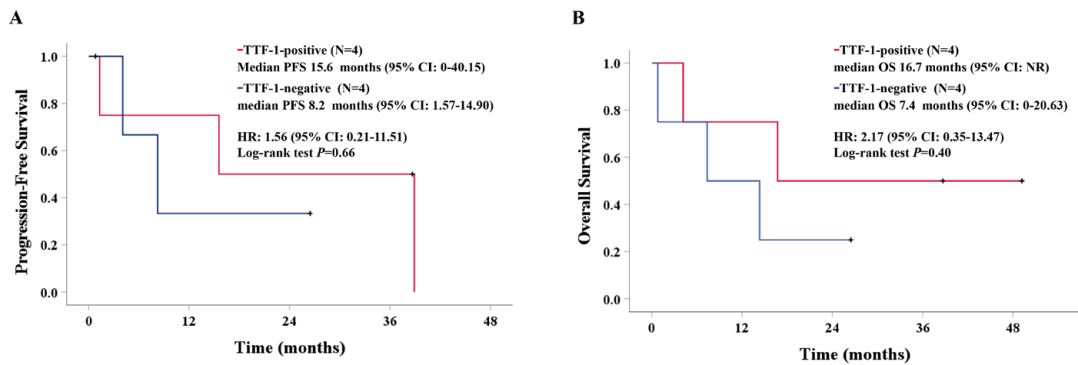 A
Progression-Free Survival
1.0
0.8
0.6
0.4
0.2
0.0
-TTF-1-positive (N=4)
Median PFS 15.6 months (95% CI: 0-40.15)
-TTF-1-negative (N=4)
median PFS 8.2 months (95% CI: 1.57-14.90)
HR: 1.56 (95% CI: 0.21-11.51)
Log-rank test P=0.66
0 12 24 36 48
Time (months)
B
Overall Survival
1.0
0.8
0.6
0.4
0.2
0.0
-TTF-1-positive (N=4)
median OS 16.7 months (95% CI: NR)
-TTF-1-negative (N=4)
median OS 7.4 months (95% CI: 0-20.63)
HR: 2.17 (95% CI: 0.35-13.47)
Log-rank test P=0.40
0 12 24 36 48
Time (months)